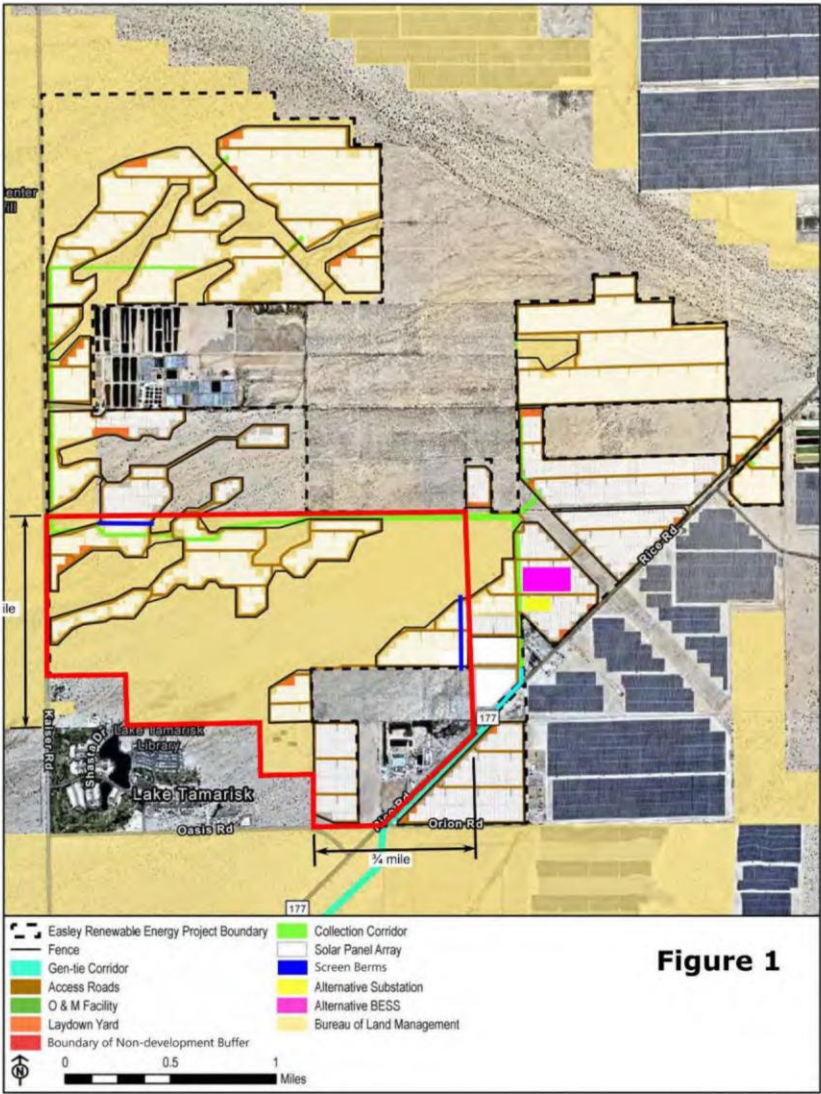 enter
ile
Rice Rd
177
Kaiser Rd
Shasta Dr
Lake Tamarisk
Library
Lake Tamarisk
Oasis Rd
Orion Rd
¾ mile
177
Easley Renewable Energy Project Boundary
Fence
Gen-tie Corridor
Access Roads
O & M Facility
Laydown Yard
Boundary of Non-development Buffer
Collection Corridor
Solar Panel Array
Screen Berms
Alternative Substation
Alternative BESS
Bureau of Land Management
Figure 1
N
0 0.5 1
Miles